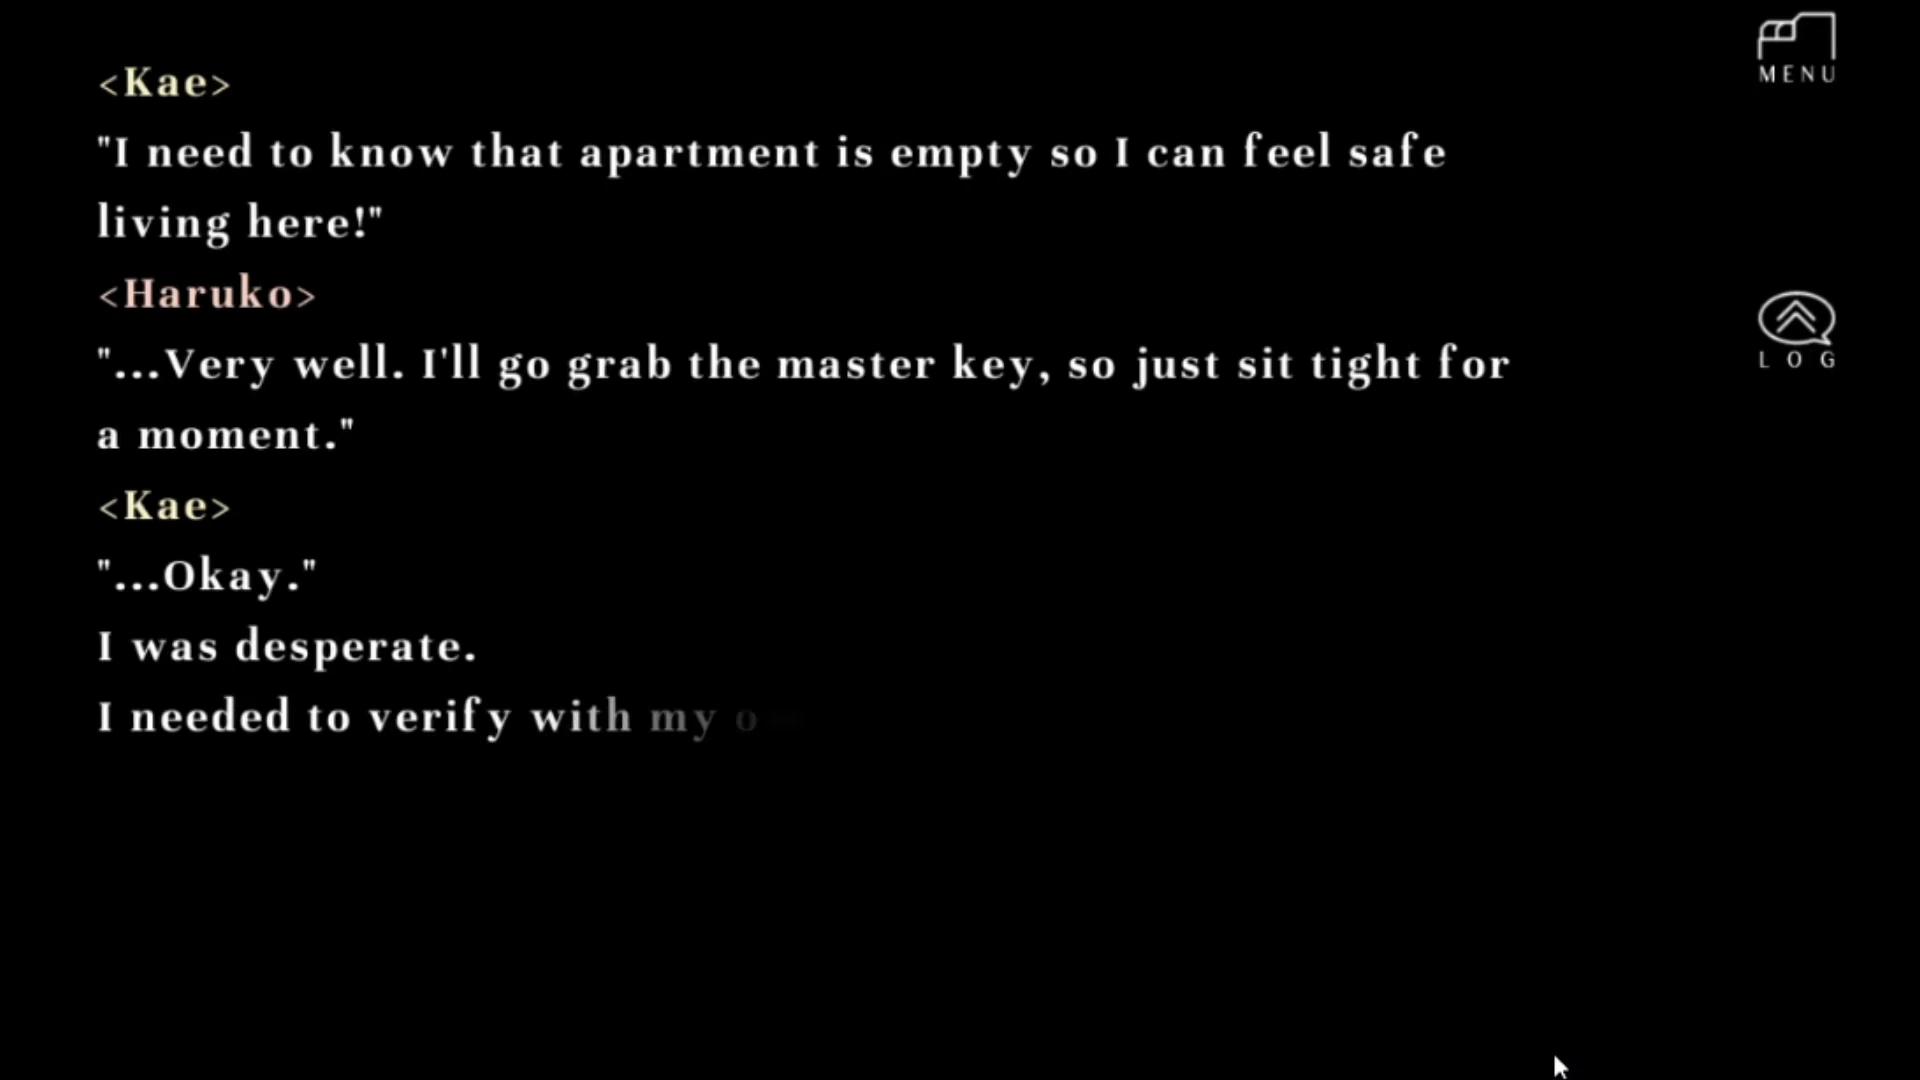 <Kae>
"I need to know that apartment is empty so I can feel safe
living here!"
<Haruko>
"...Very well. I'll go grab the master key, so just sit tight for
a moment."
<Kae>
"...Okay."
I was desperate.
I needed to verify with my
MENU
LOG